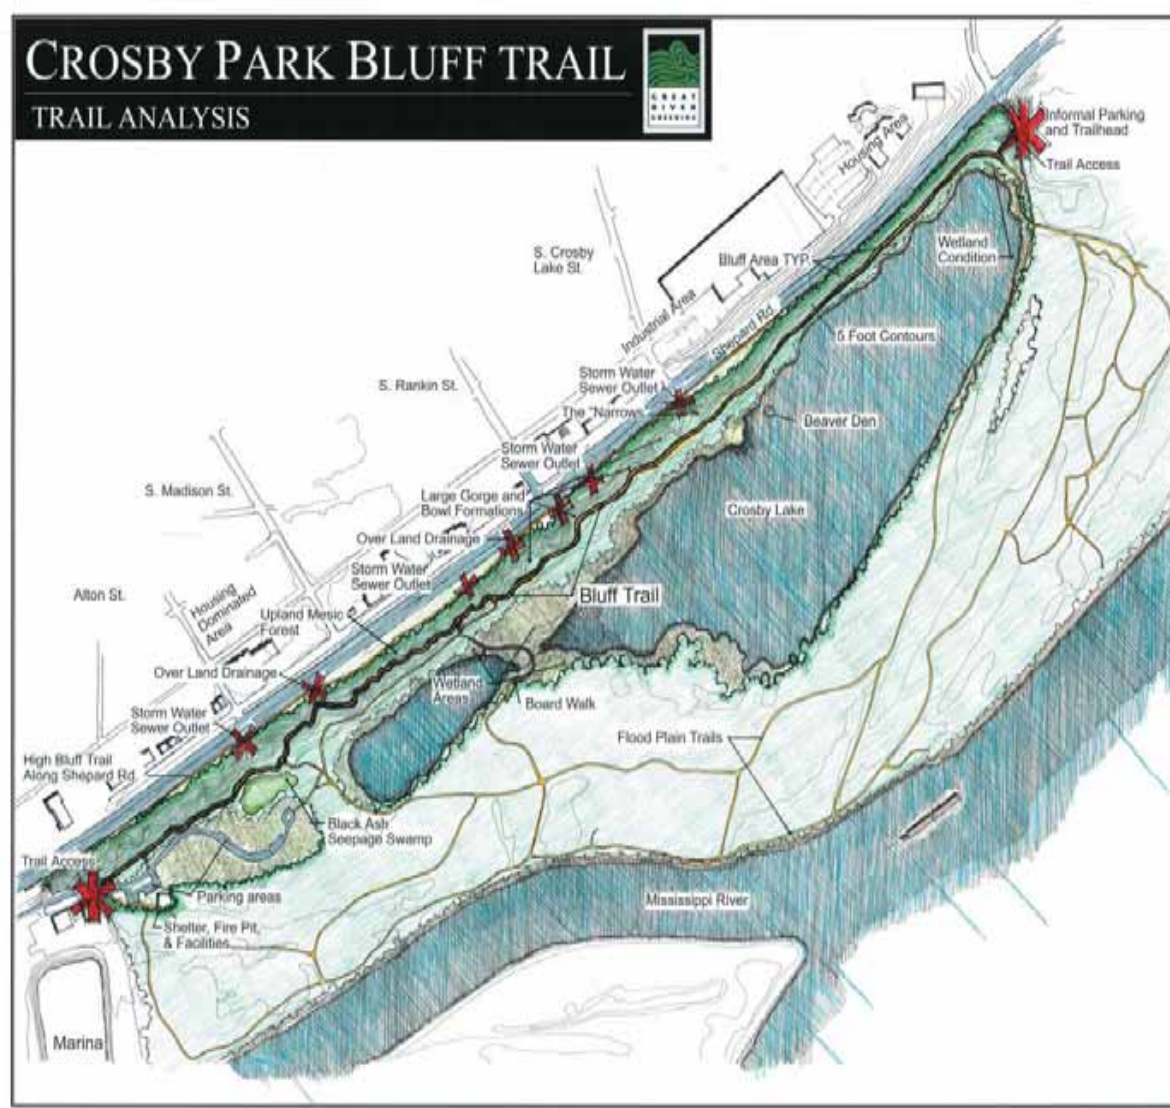 CROSBY PARK BLUFF TRAIL
TRAIL ANALYSIS
GREAT
RIVER
GREENING
Informal Parking
and Trailhead
Trail Access
Housing Area
Wetland
Condition
Bluff Area TYP.
S. Crosby
Lake St.
Industrial Area
Shepard Rd.
5 Foot Contours
S. Rankin St.
Storm Water
Sewer Outlet
The "Narrows
Beaver Den
Storm Water
Sewer Outlet
S. Madison St.
Large Gorge and
Bowl Formations
Crosby Lake
Over Land Drainage
Storm Water
Sewer Outlet
Alton St.
Housing
Dominated
Area
Bluff Trail
Upland Mesic
Forest
Over Land Drainage
Wetland
Areas
Board Walk
Storm Water
Sewer Outlet
Flood Plain Trails
High Bluff Trail
Along Shepard Rd.
Black Ash
Seepage Swamp
Trail Access
Parking areas
Mississippi River
Shelter, Fire Pit,
& Facilities
Marina